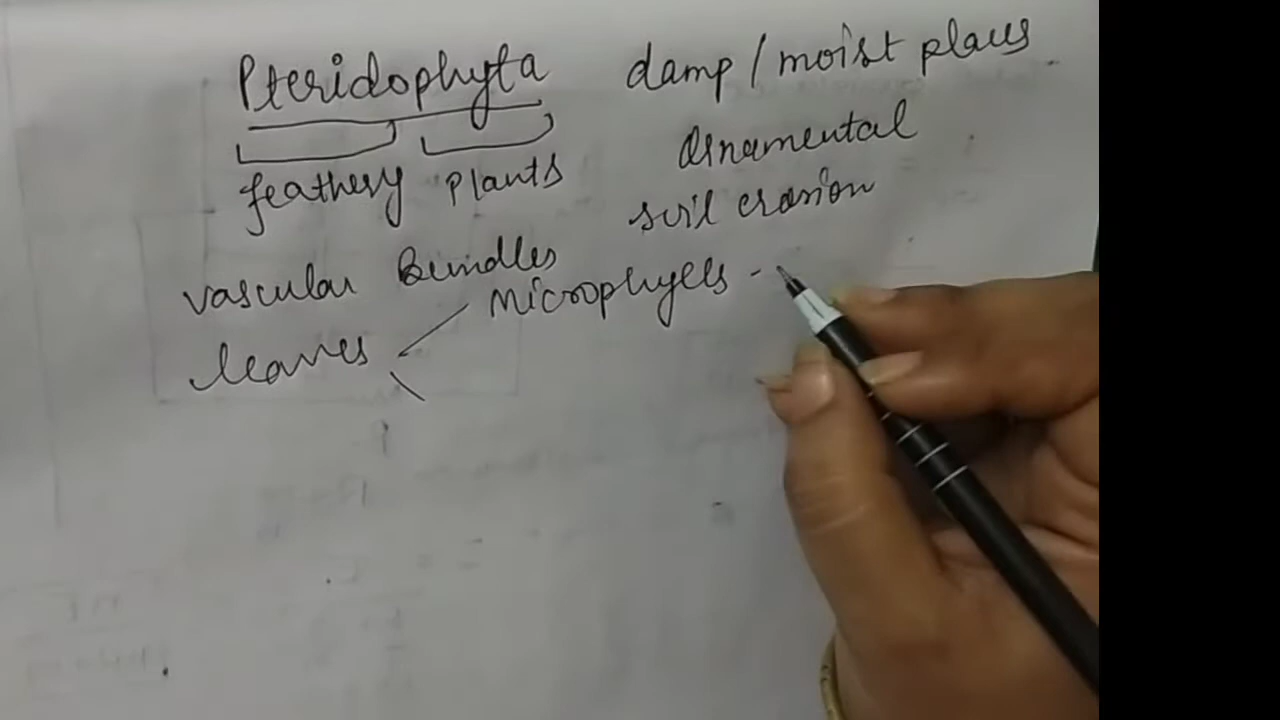 Pteridophyta
feathery plants
vascular Bundles
leaves
Microphylls -
damp / moist places
Ornamental
soil erosion